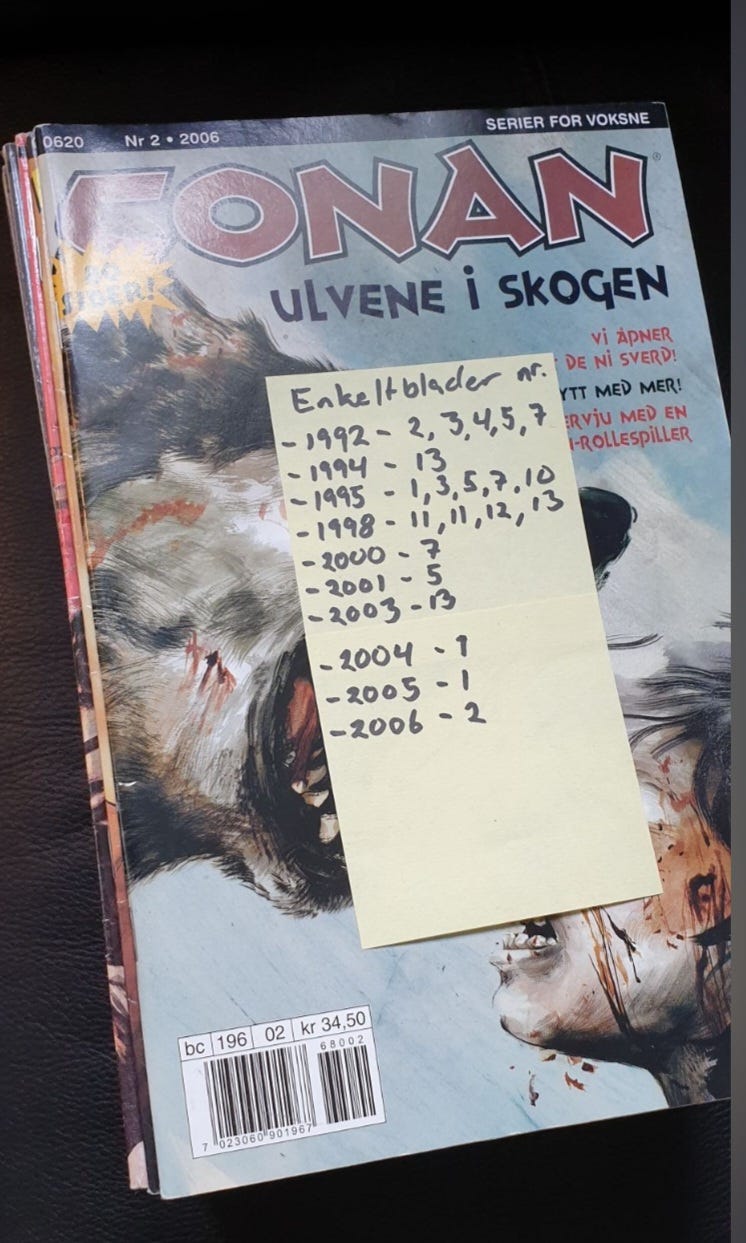 0620 Nr 2 • 2006 SERIER FOR VOKSNE
CONAN
80
SIDER!
ULVENE i SKOGEN
Vi ÅPNER
DE NI SVERD!
YTT MED MER!
ERVJU MED EN
-ROLLESPILLER
Enkeltblader nr.
- 1992 - 2, 3, 4, 5, 7
- 1994 - 13
- 1995 - 1, 3, 5, 7, 10
- 1998 - 11, 11, 12, 13
- 2000 - 7
- 2001 - 5
- 2003 - 13
- 2004 - 1
- 2005 - 1
- 2006 - 2
bc 196 02 kr 34,50
68002
7 023060 901967